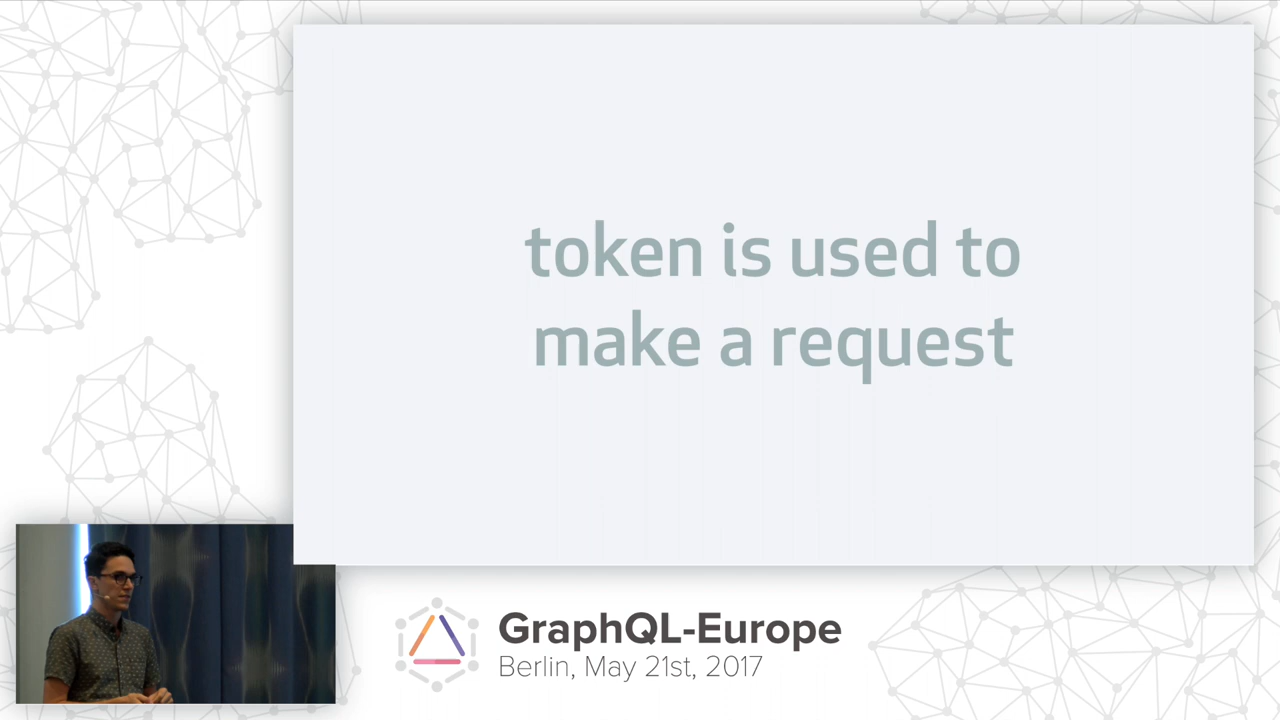 token is used to
make a request
GraphQL-Europe
Berlin, May 21st, 2017